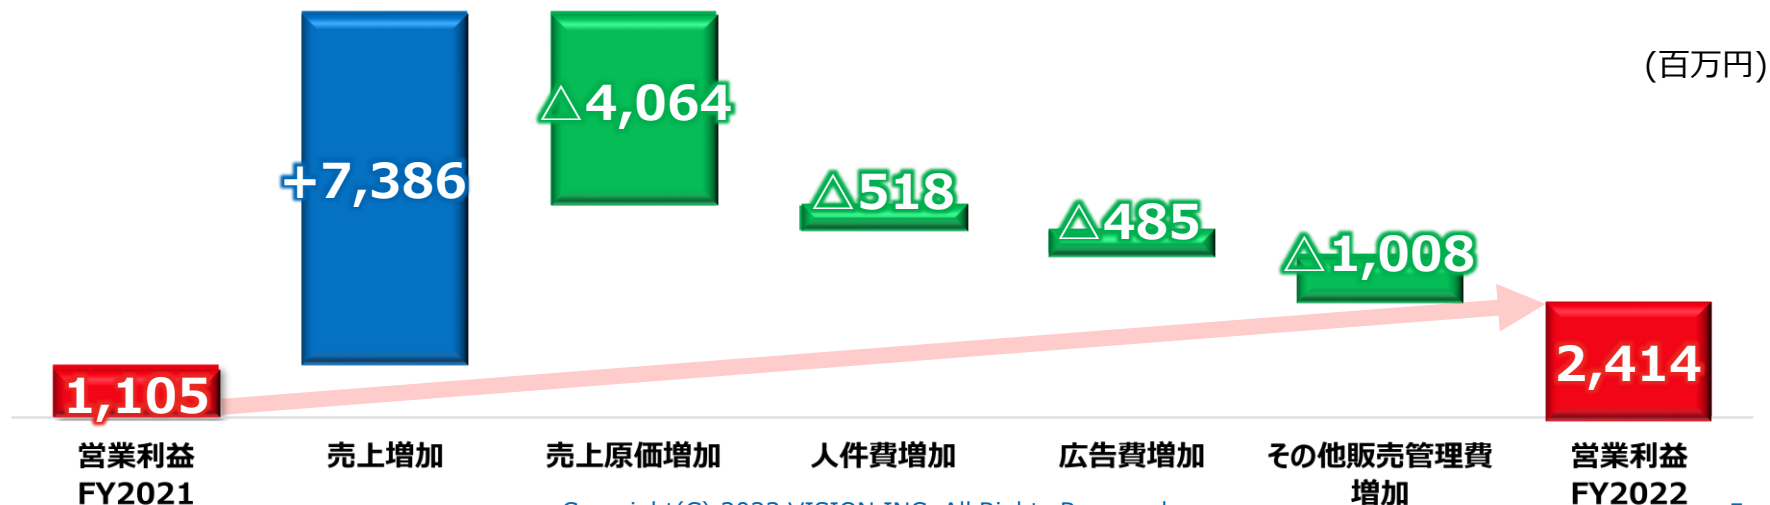 (百万円)
+7,386
△4,064
△518
△485
△1,008
1,105
2,414
営業利益
FY2021
売上増加
売上原価増加
人件費増加
広告費増加
その他販売管理費
増加
営業利益
FY2022